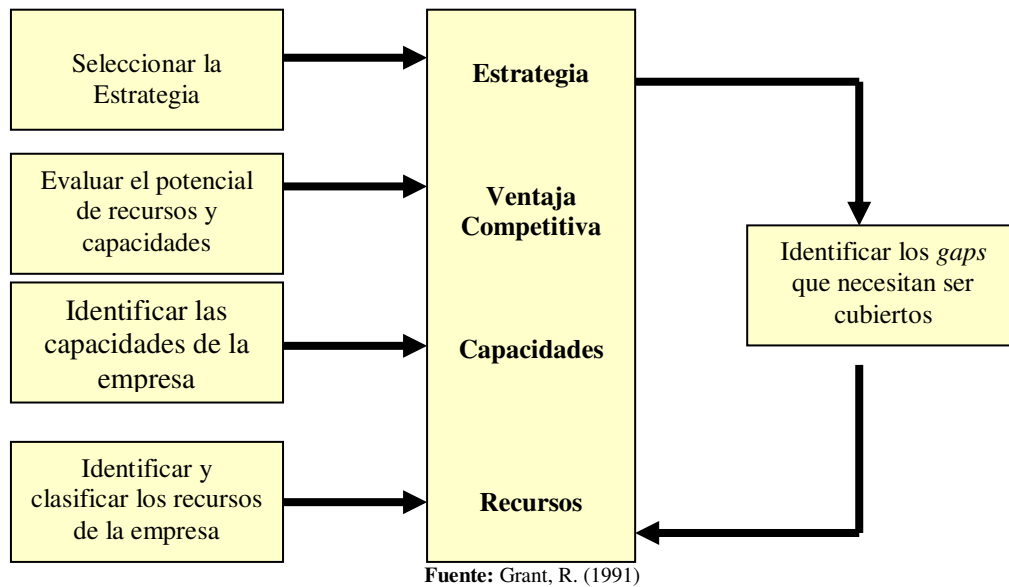 Seleccionar la
Estrategia
Evaluar el potencial
de recursos y
capacidades
Identificar las
capacidades de la
empresa
Identificar y
clasificar los recursos
de la empresa
Estrategia
Ventaja
Competitiva
Capacidades
Recursos
Identificar los gaps
que necesitan ser
cubiertos
Fuente: Grant, R. (1991)